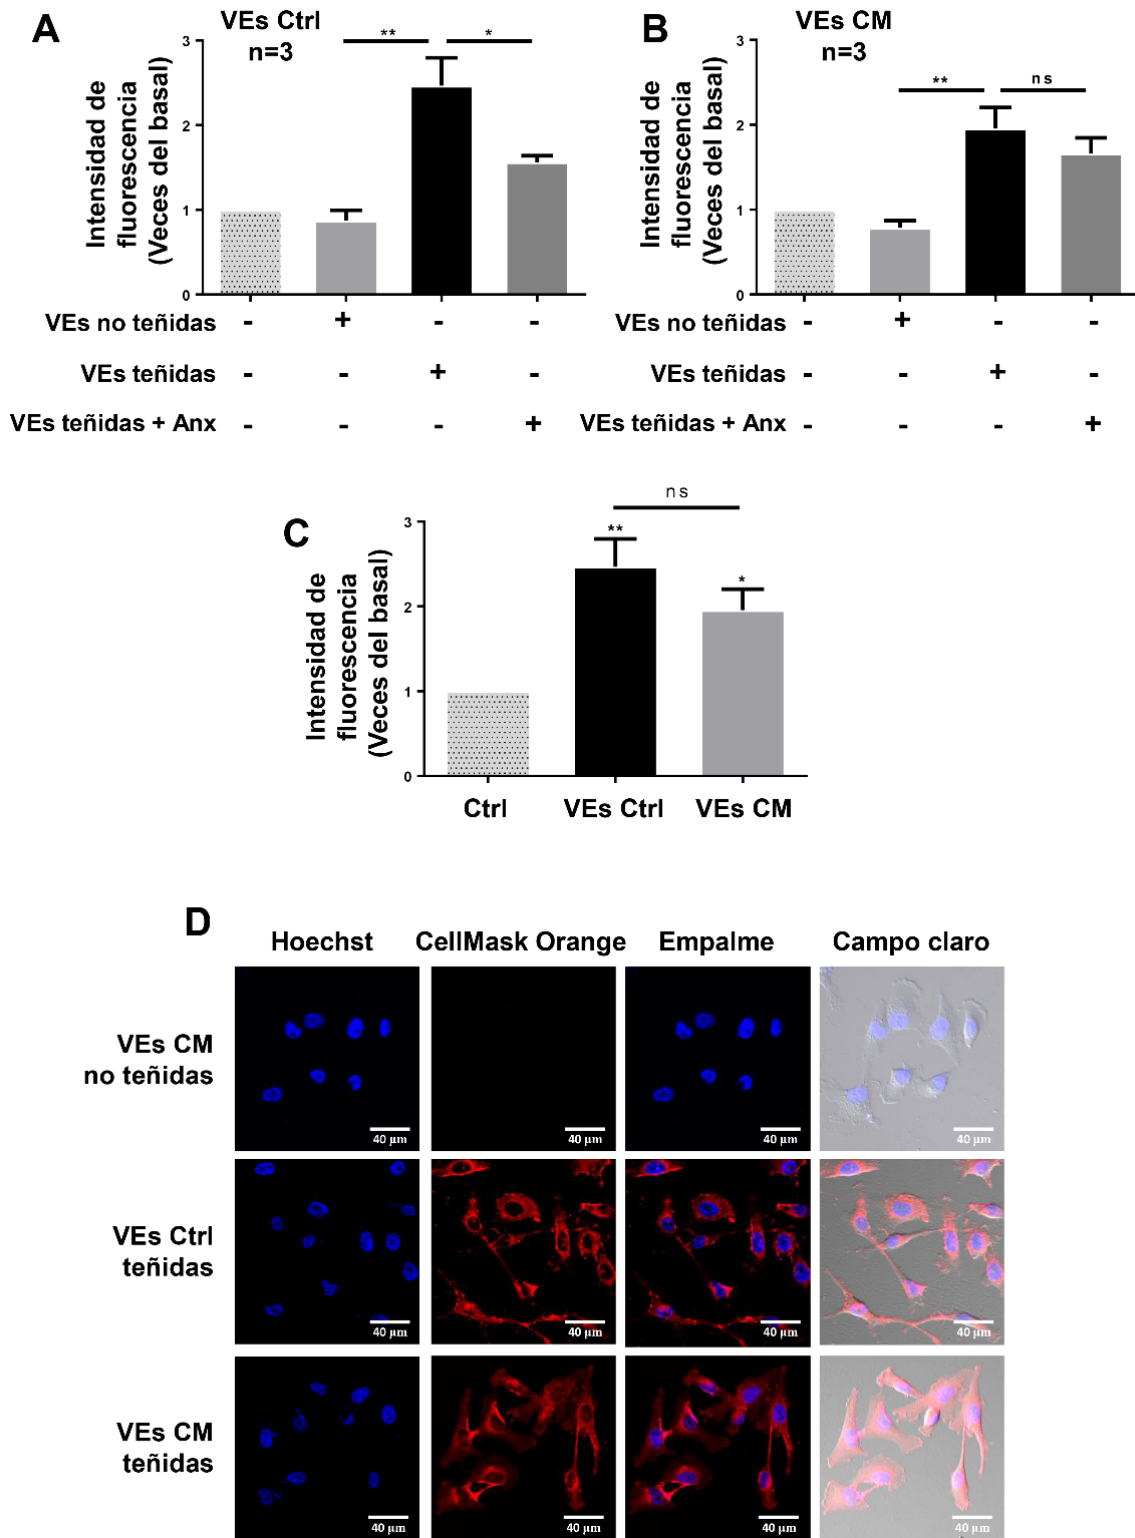 A
VEs Ctrl
n=3
Intensidad de
fluorescencia
(Veces del basal)
3
2
1
0
**
*
VEs no teñidas - + - -
VEs teñidas - - + -
VEs teñidas + Anx - - - +
B
VEs CM
n=3
Intensidad de
fluorescencia
(Veces del basal)
3
2
1
0
**
ns
VEs no teñidas - + - -
VEs teñidas - - + -
VEs teñidas + Anx - - - +
C
Intensidad de
fluorescencia
(Veces del basal)
3
2
1
0
ns
**
*
Ctrl VEs Ctrl VEs CM
D
Hoechst CellMask Orange Empalme Campo claro
VEs CM
no teñidas
40 µm 40 µm 40 µm 40 µm
VEs Ctrl
teñidas
40 µm 40 µm 40 µm 40 µm
VEs CM
teñidas
40 µm 40 µm 40 µm 40 µm